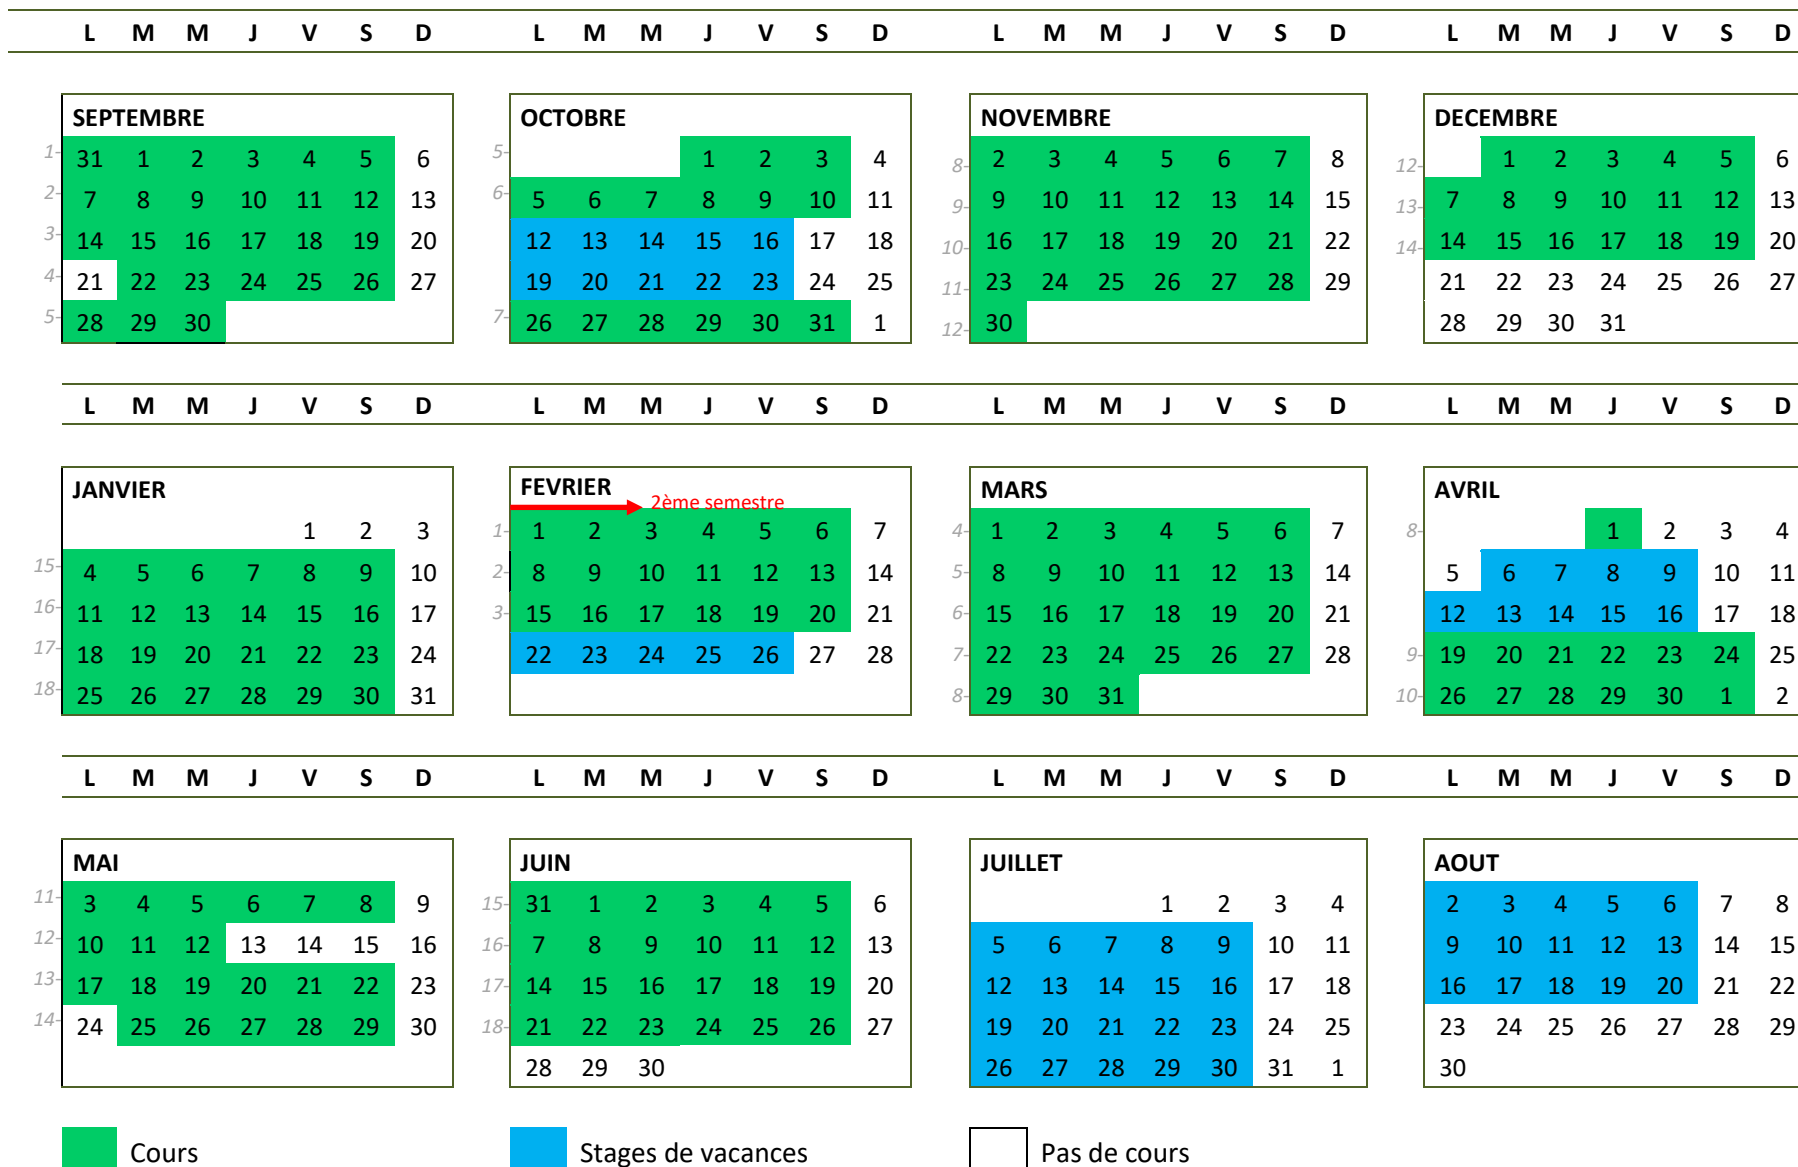 L M M J V S D L M M J V S D L M M J V S D L M M J V S D
SEPTEMBRE OCTOBRE NOVEMBRE DECEMBRE
1 31 1 2 3 4 5 6 5 1 2 3 4 8 2 3 4 5 6 7 8 12 1 2 3 4 5 6
2 7 8 9 10 11 12 13 6 5 6 7 8 9 10 11 9 9 10 11 12 13 14 15 13 7 8 9 10 11 12 13
3 14 15 16 17 18 19 20 12 13 14 15 16 17 18 10 16 17 18 19 20 21 22 14 14 15 16 17 18 19 20
4 21 22 23 24 25 26 27 19 20 21 22 23 24 25 11 23 24 25 26 27 28 29 21 22 23 24 25 26 27
5 28 29 30 7 26 27 28 29 30 31 1 12 30 28 29 30 31
L M M J V S D L M M J V S D L M M J V S D L M M J V S D
JANVIER FEVRIER 2ème semestre MARS AVRIL
1 2 3 1 1 2 3 4 5 6 7 4 1 2 3 4 5 6 7 8 1 2 3 4
15 4 5 6 7 8 9 10 2 8 9 10 11 12 13 14 5 8 9 10 11 12 13 14 5 6 7 8 9 10 11
16 11 12 13 14 15 16 17 3 15 16 17 18 19 20 21 6 15 16 17 18 19 20 21 12 13 14 15 16 17 18
17 18 19 20 21 22 23 24 22 23 24 25 26 27 28 7 22 23 24 25 26 27 28 9 19 20 21 22 23 24 25
18 25 26 27 28 29 30 31 8 29 30 31 10 26 27 28 29 30 1 2
L M M J V S D L M M J V S D L M M J V S D L M M J V S D
MAI JUIN JUILLET AOUT
11 3 4 5 6 7 8 9 15 31 1 2 3 4 5 6 1 2 3 4 2 3 4 5 6 7 8
12 10 11 12 13 14 15 16 16 7 8 9 10 11 12 13 5 6 7 8 9 10 11 9 10 11 12 13 14 15
13 17 18 19 20 21 22 23 17 14 15 16 17 18 19 20 12 13 14 15 16 17 18 16 17 18 19 20 21 22
14 24 25 26 27 28 29 30 18 21 22 23 24 25 26 27 19 20 21 22 23 24 25 23 24 25 26 27 28 29
28 29 30 26 27 28 29 30 31 1 30
Cours Stages de vacances Pas de cours